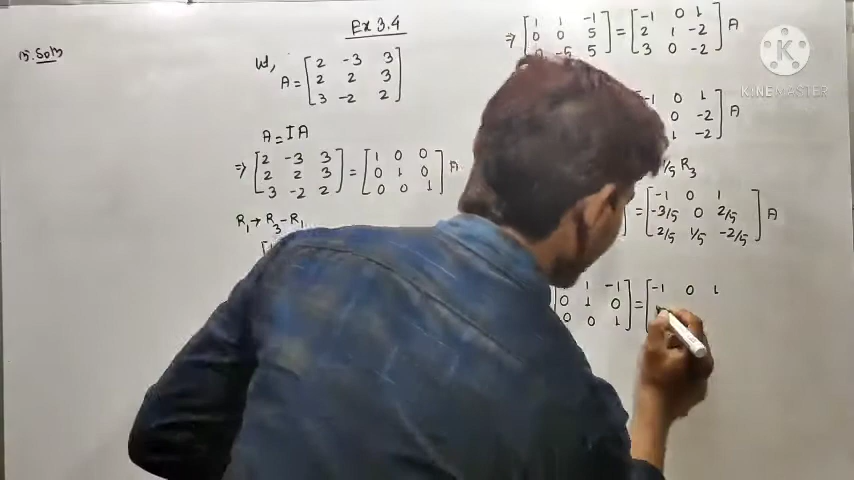 Ex 3.4
15. Soln
Let,
A = [2 -3 3
2 2 3
3 -2 2]
A = IA
⇒ [2 -3 3
2 2 3
3 -2 2] = [1 0 0
0 1 0
0 0 1] A
R₁ → R₃ - R₁
⇒ [1 1 -1
0 0 5
0 -5 5] = [-1 0 1
2 1 -2
3 0 -2] A
-1 0 1
0 -2] A
1 -2
1/5 R₃
= [-1 0 1
-3/5 0 2/5
2/5 1/5 -2/5] A
1 -1
0 1 0
0 0 1] = [-1 0 1
KINEMASTER